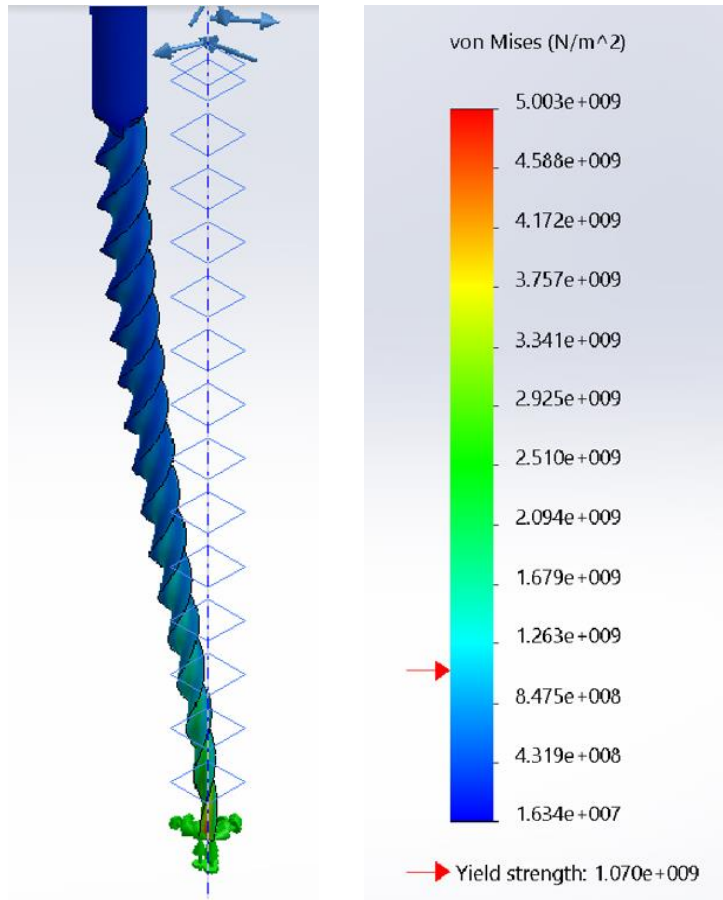 von Mises (N/m^2)
5.003e+009
4.588e+009
4.172e+009
3.757e+009
3.341e+009
2.925e+009
2.510e+009
2.094e+009
1.679e+009
1.263e+009
8.475e+008
4.319e+008
1.634e+007
Yield strength: 1.070e+009